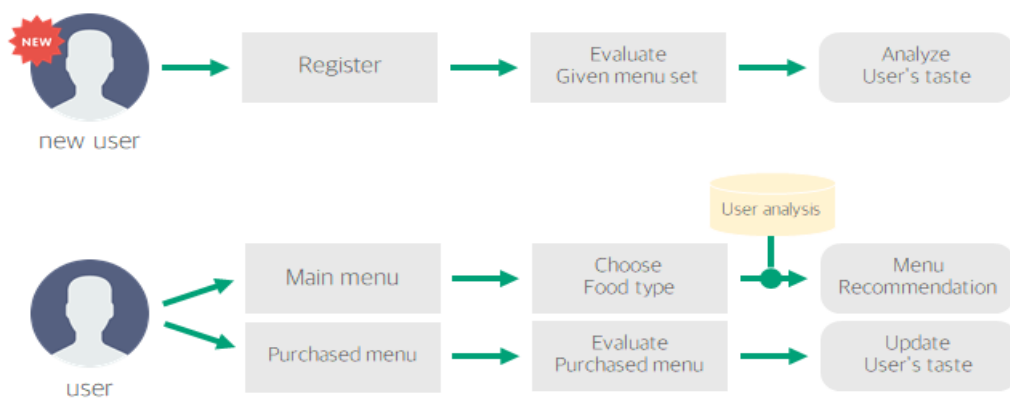 NEW
new user
Register
Evaluate
Given menu set
Analyze
User's taste
User analysis
user
Main menu
Choose
Food type
Menu
Recommendation
Purchased menu
Evaluate
Purchased menu
Update
User's taste